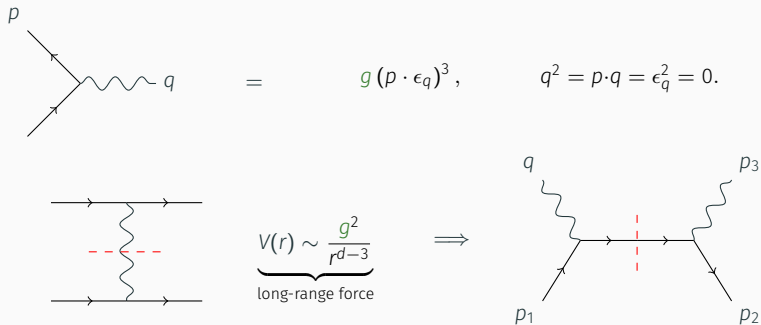 p
q = g (p · ϵ_q)^3 , q^2 = p·q = ϵ_q^2 = 0.
q p_3
V(r) ∼ g^2 / r^{d−3} ⟹
long-range force
p_1 p_2